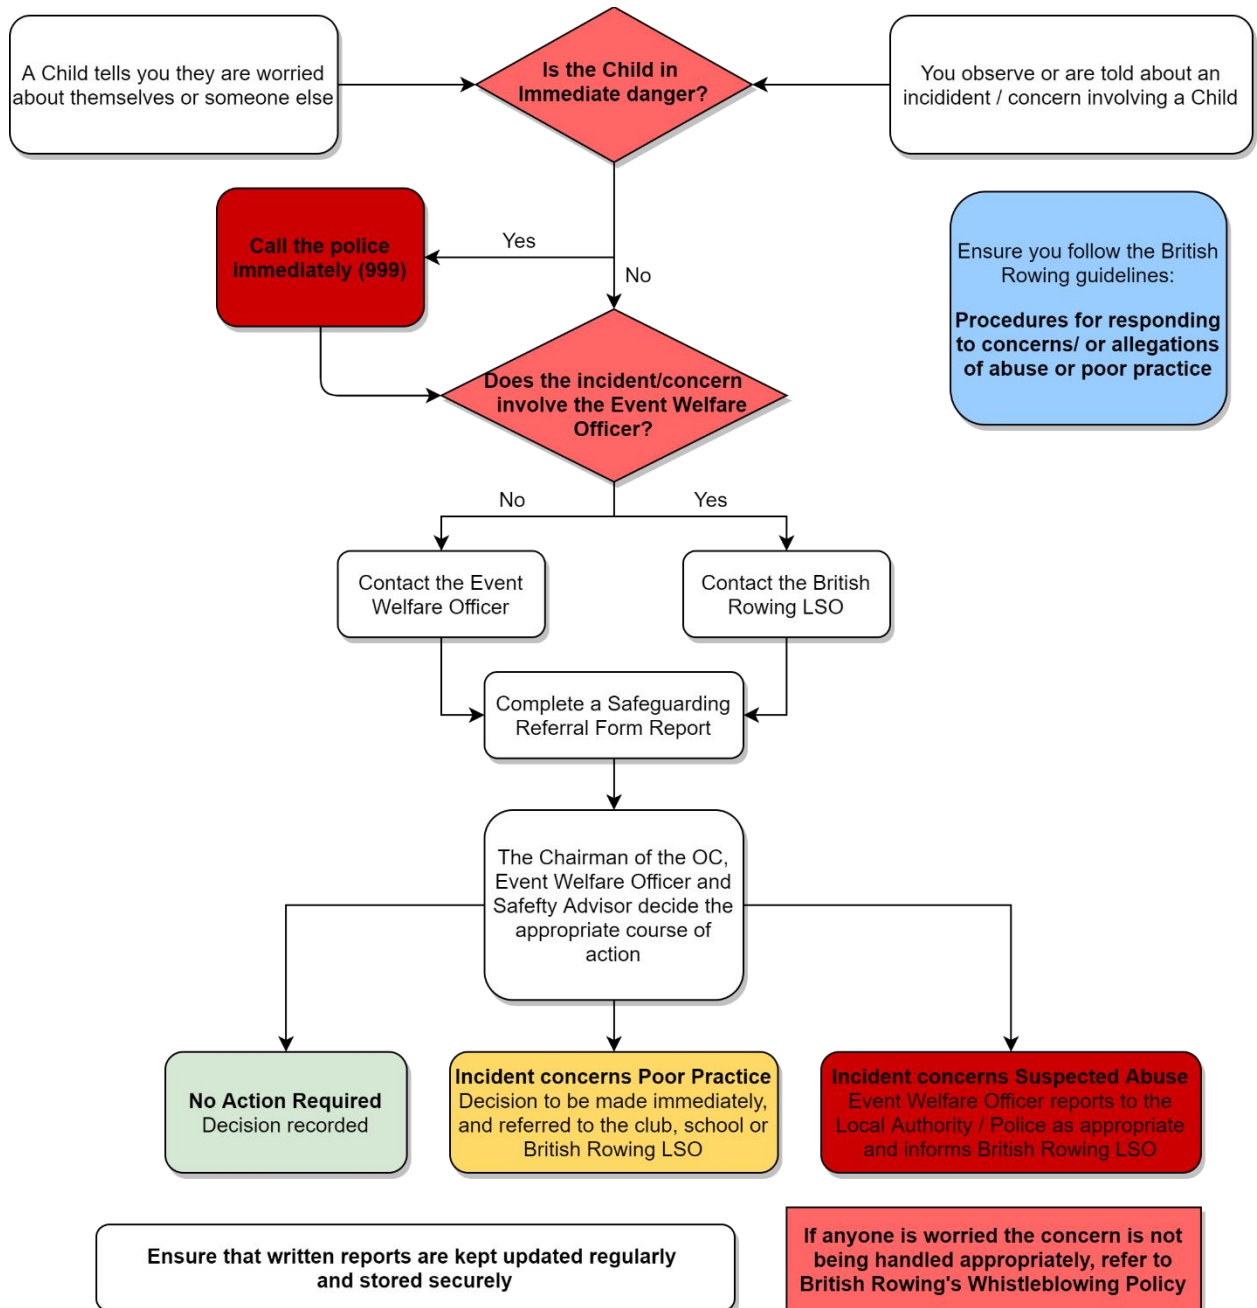 A Child tells you they are worried
about themselves or someone else
Is the Child in
Immediate danger?
You observe or are told about an
incidident / concern involving a Child
Call the police
immediately (999)
Yes
No
Ensure you follow the British
Rowing guidelines:
Procedures for responding
to concerns/ or allegations
of abuse or poor practice
Does the incident/concern
involve the Event Welfare
Officer?
No
Yes
Contact the Event
Welfare Officer
Contact the British
Rowing LSO
Complete a Safeguarding
Referral Form Report
The Chairman of the OC,
Event Welfare Officer and
Safefty Advisor decide the
appropriate course of
action
No Action Required
Decision recorded
Incident concerns Poor Practice
Decision to be made immediately,
and referred to the club, school or
British Rowing LSO
Incident concerns Suspected Abuse
Event Welfare Officer reports to the
Local Authority / Police as appropriate
and informs British Rowing LSO
Ensure that written reports are kept updated regularly
and stored securely
If anyone is worried the concern is not
being handled appropriately, refer to
British Rowing's Whistleblowing Policy